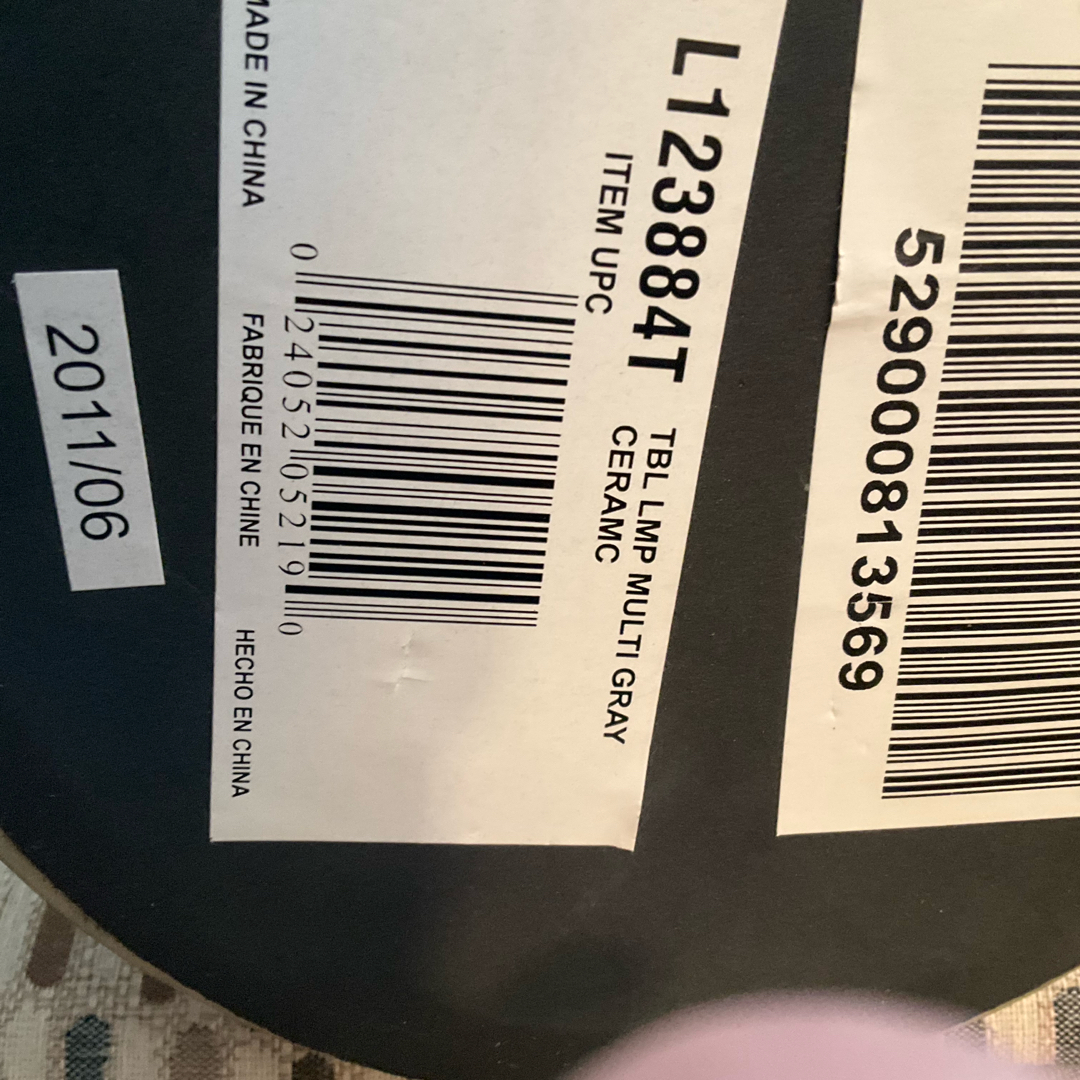 L123884T
TBL LMP MULTI GRAY
CERAMC
ITEM UPC
0 24052 05219 0
MADE IN CHINA
FABRIQUE EN CHINE
HECHO EN CHINA
529000813569
2011/06